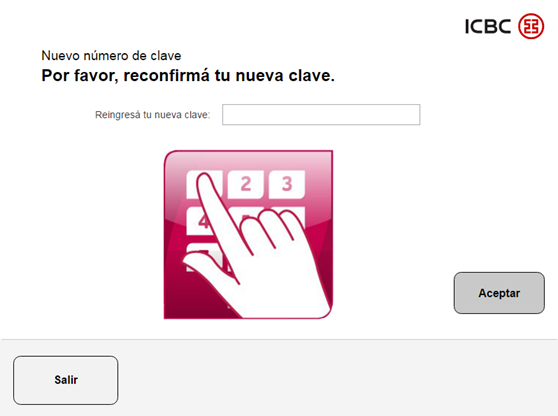 ICBC
Nuevo número de clave
Por favor, reconfirmá tu nueva clave.
Reingresá tu nueva clave:
2 3
4
Aceptar
Salir